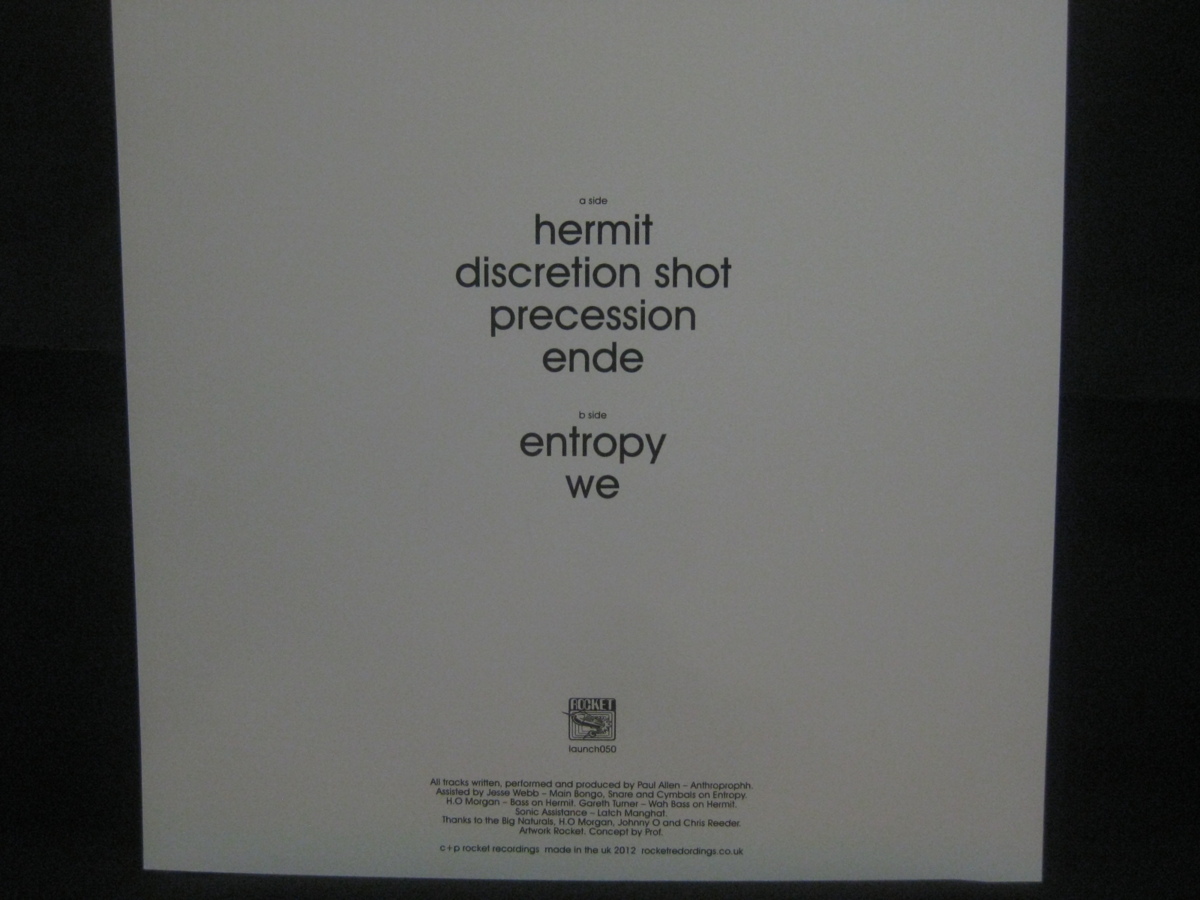 a side
hermit
discretion shot
precession
ende
b side
entropy
we
ROCKET
launch050
All tracks written, performed and produced by Paul Allen – Anthroprophh.
Assisted by Jesse Webb – Main Bongo, Snare and Cymbals on Entropy.
H.O Morgan – Bass on Hermit. Gareth Turner – Wah Bass on Hermit.
Sonic Assistance – Latch Manghat.
Thanks to the Big Naturals, H.O Morgan, Johnny O and Chris Reeder.
Artwork Rocket. Concept by Prof.
c+p rocket recordings made in the uk 2012 rocketredordings.co.uk